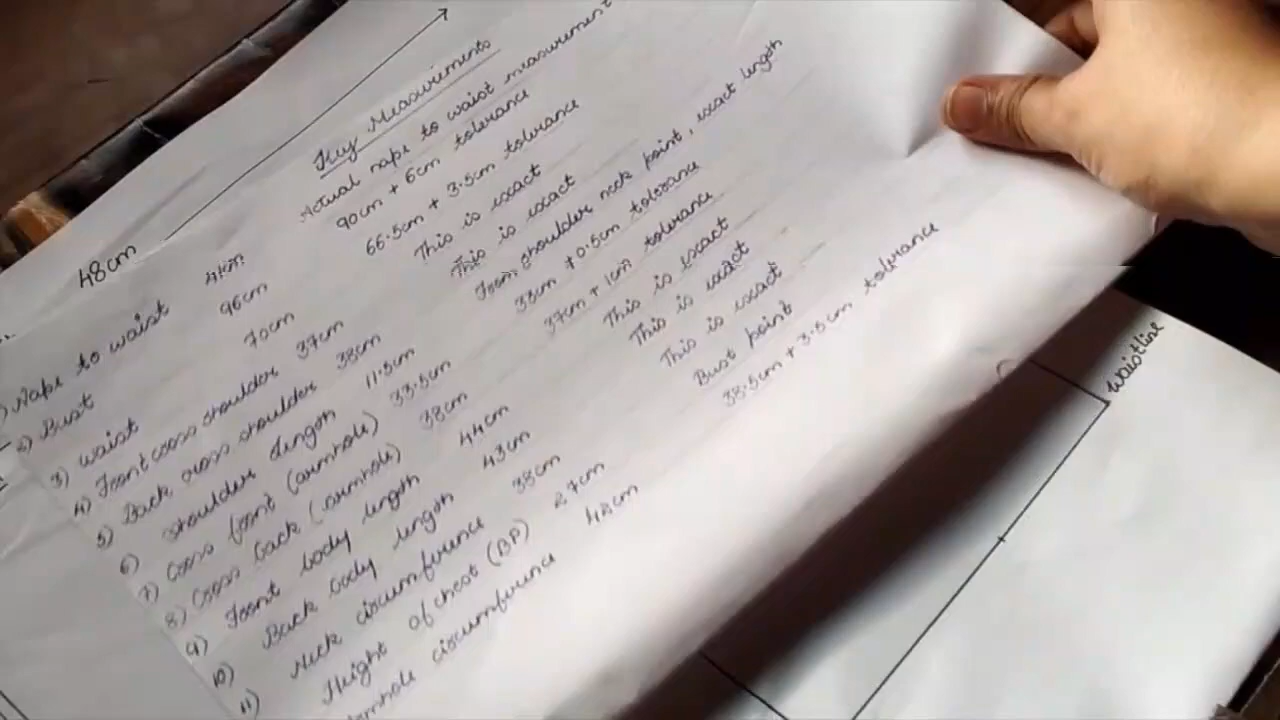 48cm
Key Measurements
1) Nape to waist 41cm Actual nape to waist measurement
2) Bust 96cm 90cm + 6cm tolerance
3) waist 70cm 66.5cm + 3.5cm tolerance
4) Front cross shoulder 37cm This is exact
5) Back cross shoulder 38cm This is exact
6) shoulder length 11.5cm From shoulder neck point, exact length
7) Cross front (armhole) 33.5cm 33cm + 0.5cm tolerance
8) Cross back (armhole) 38cm 37cm + 1cm tolerance
9) Front body length 44cm This is exact
10) Back body length 43cm This is exact
11) Neck circumference 38cm This is exact
Height of chest (BP) 27cm Bust point
circumference 42cm 38.5cm + 3.5cm tolerance
Waistline